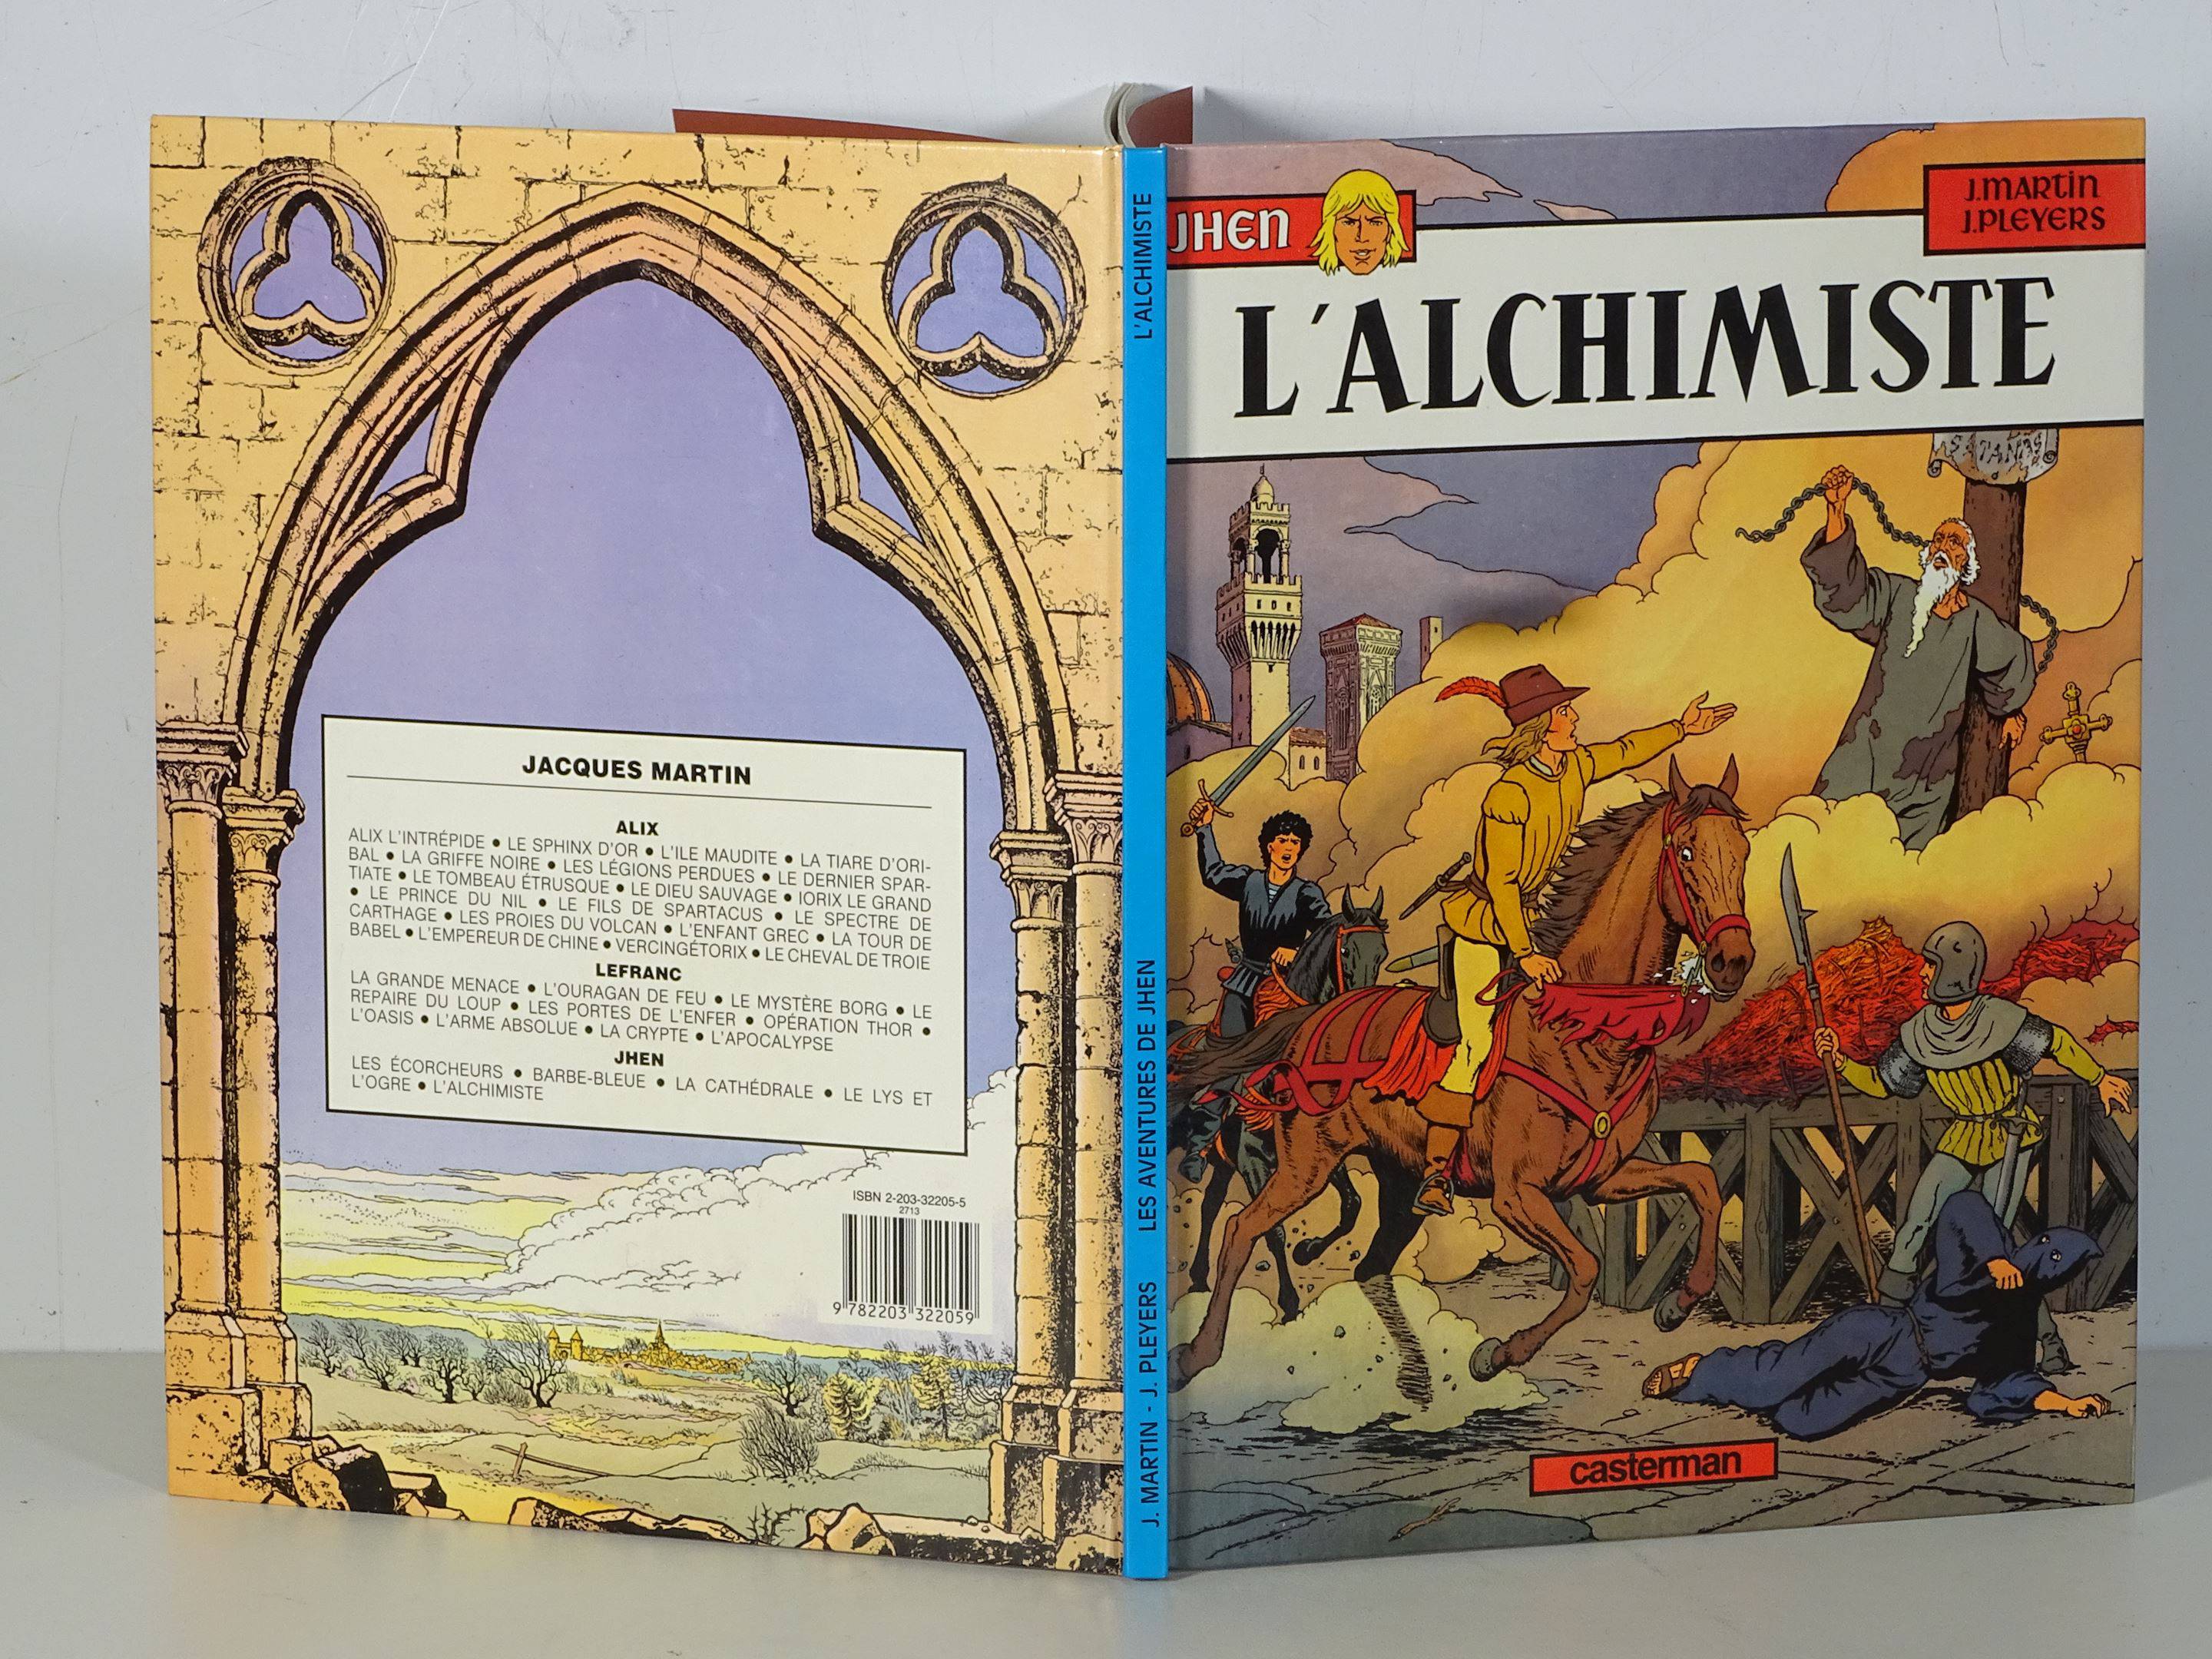 JACQUES MARTIN
ALIX
ALIX L'INTRÉPIDE • LE SPHINX D'OR • L'ILE MAUDITE • LA TIARE D'ORI-
BAL • LA GRIFFE NOIRE • LES LÉGIONS PERDUES • LE DERNIER SPAR-
TIATE • LE TOMBEAU ÉTRUSQUE • LE DIEU SAUVAGE • IORIX LE GRAND
• LE PRINCE DU NIL • LE FILS DE SPARTACUS • LE SPECTRE DE
CARTHAGE • LES PROIES DU VOLCAN • L'ENFANT GREC • LA TOUR DE
BABEL • L'EMPEREUR DE CHINE • VERCINGÉTORIX • LE CHEVAL DE TROIE
LEFRANC
LA GRANDE MENACE • L'OURAGAN DE FEU • LE MYSTÈRE BORG • LE
REPAIRE DU LOUP • LES PORTES DE L'ENFER • OPÉRATION THOR •
L'OASIS • L'ARME ABSOLUE • LA CRYPTE • L'APOCALYPSE
JHEN
LES ÉCORCHEURS • BARBE-BLEUE • LA CATHÉDRALE • LE LYS ET
L'OGRE • L'ALCHIMISTE
ISBN 2-203-32205-5
2713
9 782203 322059
J. MARTIN - J. PLEYERS LES AVENTURES DE JHEN L'ALCHIMISTE
JHEN
J.MARTIN
J.PLEYERS
L'ALCHIMISTE
SATANAS
casterman